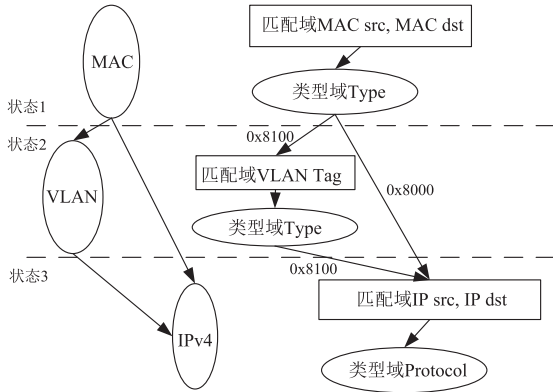 匹配域MAC src, MAC dst
MAC
类型域Type
状态1
状态2
0x8100
匹配域VLAN Tag
0x8000
VLAN
类型域Type
0x8100
状态3
匹配域IP src, IP dst
IPv4
类型域Protocol